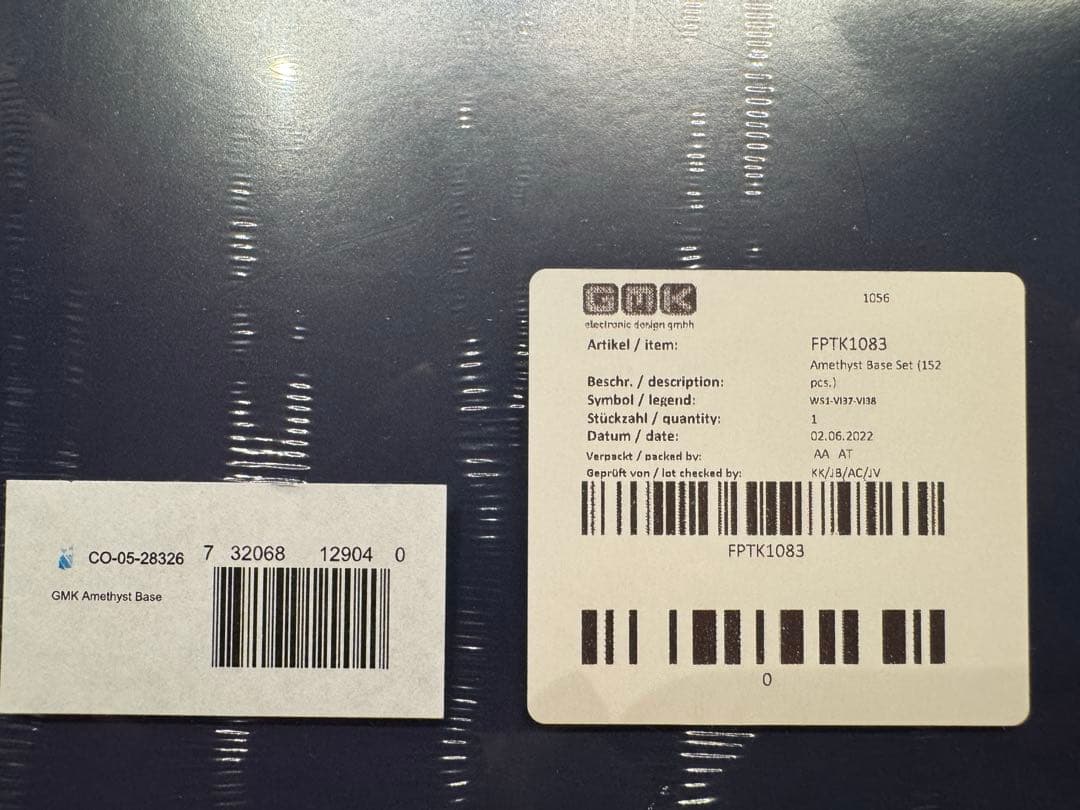 CO-05-28326
7 32068 12904 0
GMK Amethyst Base
GMK
electronic design gmbh
1056
Artikel / item: FPTK1083
Beschr. / description: Amethyst Base Set (152 pcs.)
Symbol / legend: WS1-VI37-VI38
Stückzahl / quantity: 1
Datum / date: 02.06.2022
Verpackt / packed by: AA AT
Geprüft von / lot checked by: KK/JB/AC/JV
FPTK1083
0